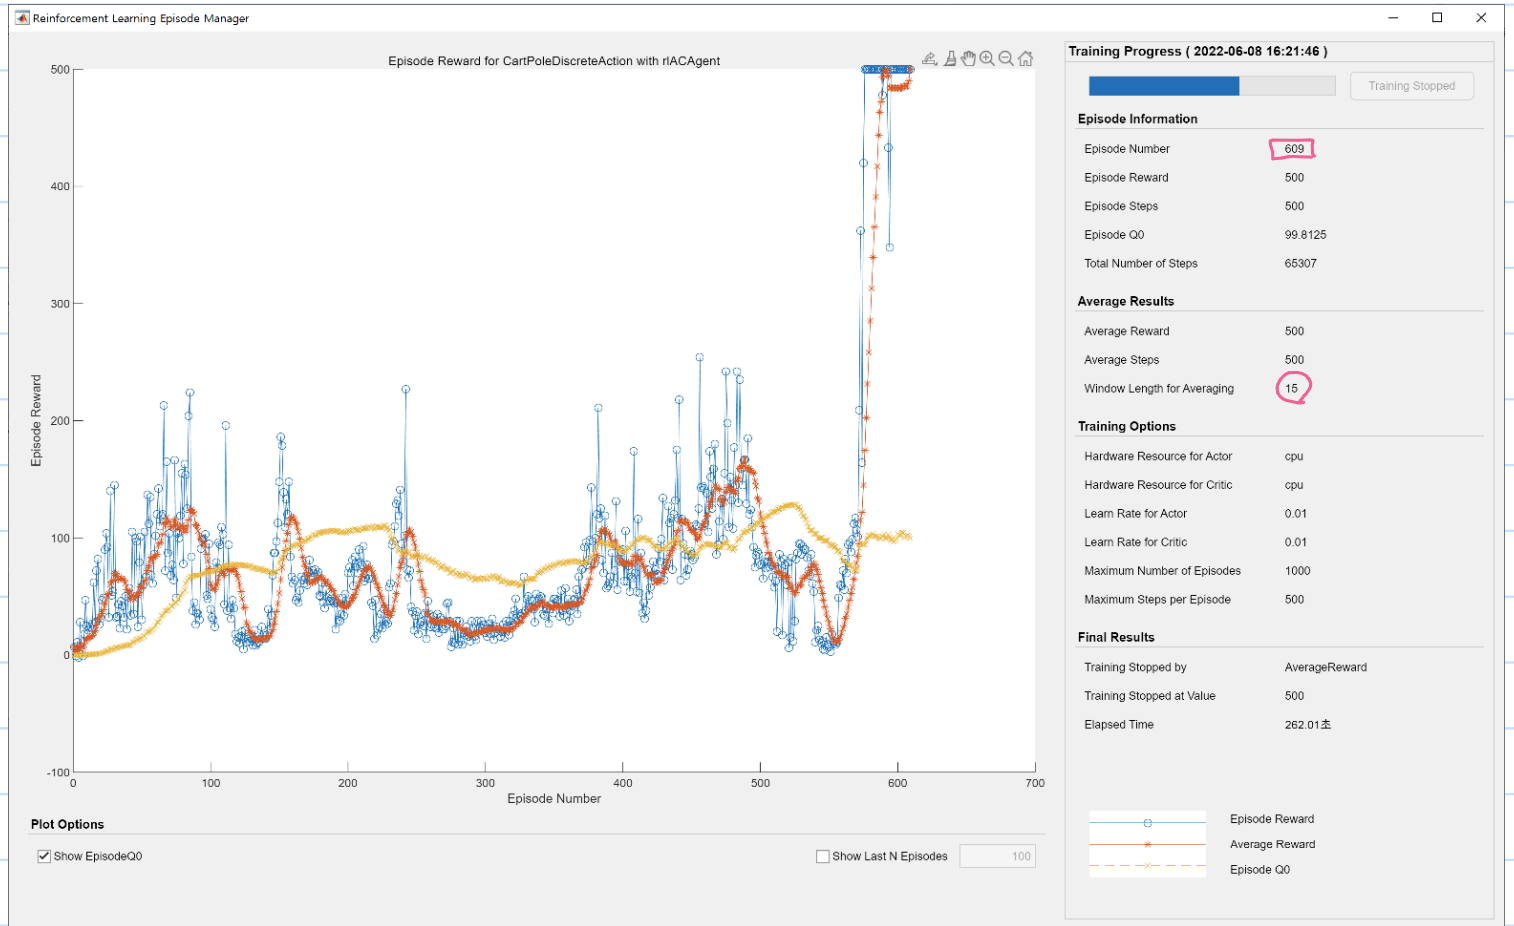 Reinforcement Learning Episode Manager
Episode Reward for CartPoleDiscreteAction with rlACAgent
500
400
300
200
100
0
-100
Episode Reward
0 100 200 300 400 500 600 700
Episode Number
Plot Options
Show EpisodeQ0
Show Last N Episodes 100
Training Progress ( 2022-06-08 16:21:46 )
Training Stopped
Episode Information
Episode Number 609
Episode Reward 500
Episode Steps 500
Episode Q0 99.8125
Total Number of Steps 65307
Average Results
Average Reward 500
Average Steps 500
Window Length for Averaging 15
Training Options
Hardware Resource for Actor cpu
Hardware Resource for Critic cpu
Learn Rate for Actor 0.01
Learn Rate for Critic 0.01
Maximum Number of Episodes 1000
Maximum Steps per Episode 500
Final Results
Training Stopped by AverageReward
Training Stopped at Value 500
Elapsed Time 262.01초
Episode Reward
Average Reward
Episode Q0